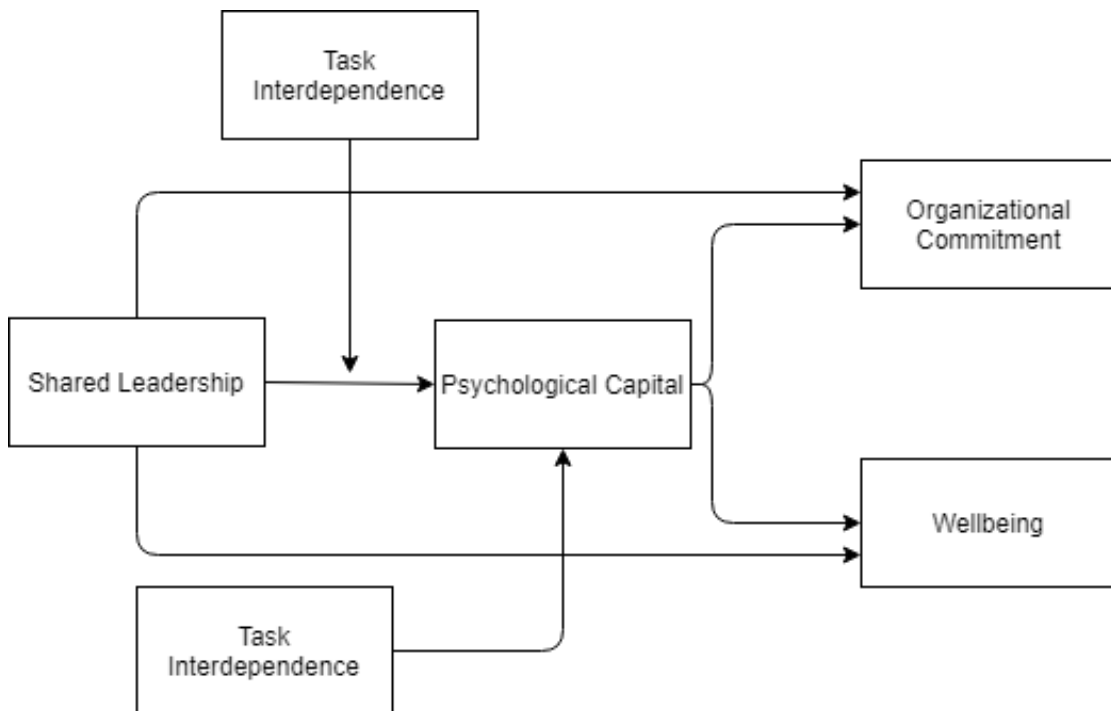 Task
Interdependence
Organizational
Commitment
Shared Leadership
Psychological Capital
Wellbeing
Task
Interdependence